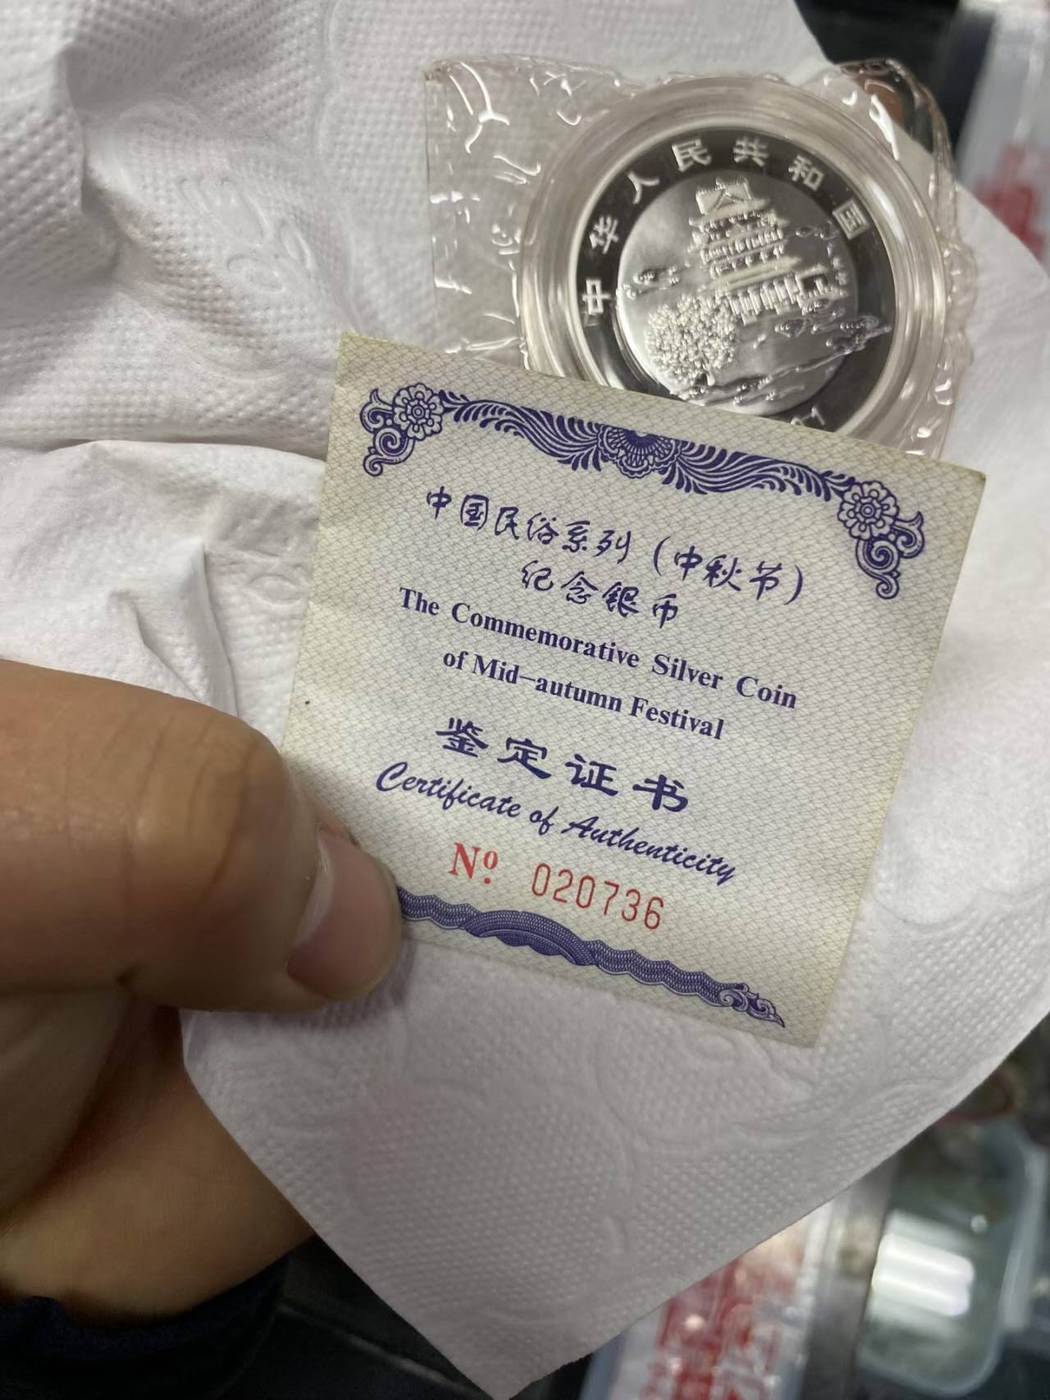 中华人民共和国
中国民俗系列（中秋节）
纪念银币
The Commemorative Silver Coin
of Mid-autumn Festival
鉴定证书
Certificate of Authenticity
Nº. 020736